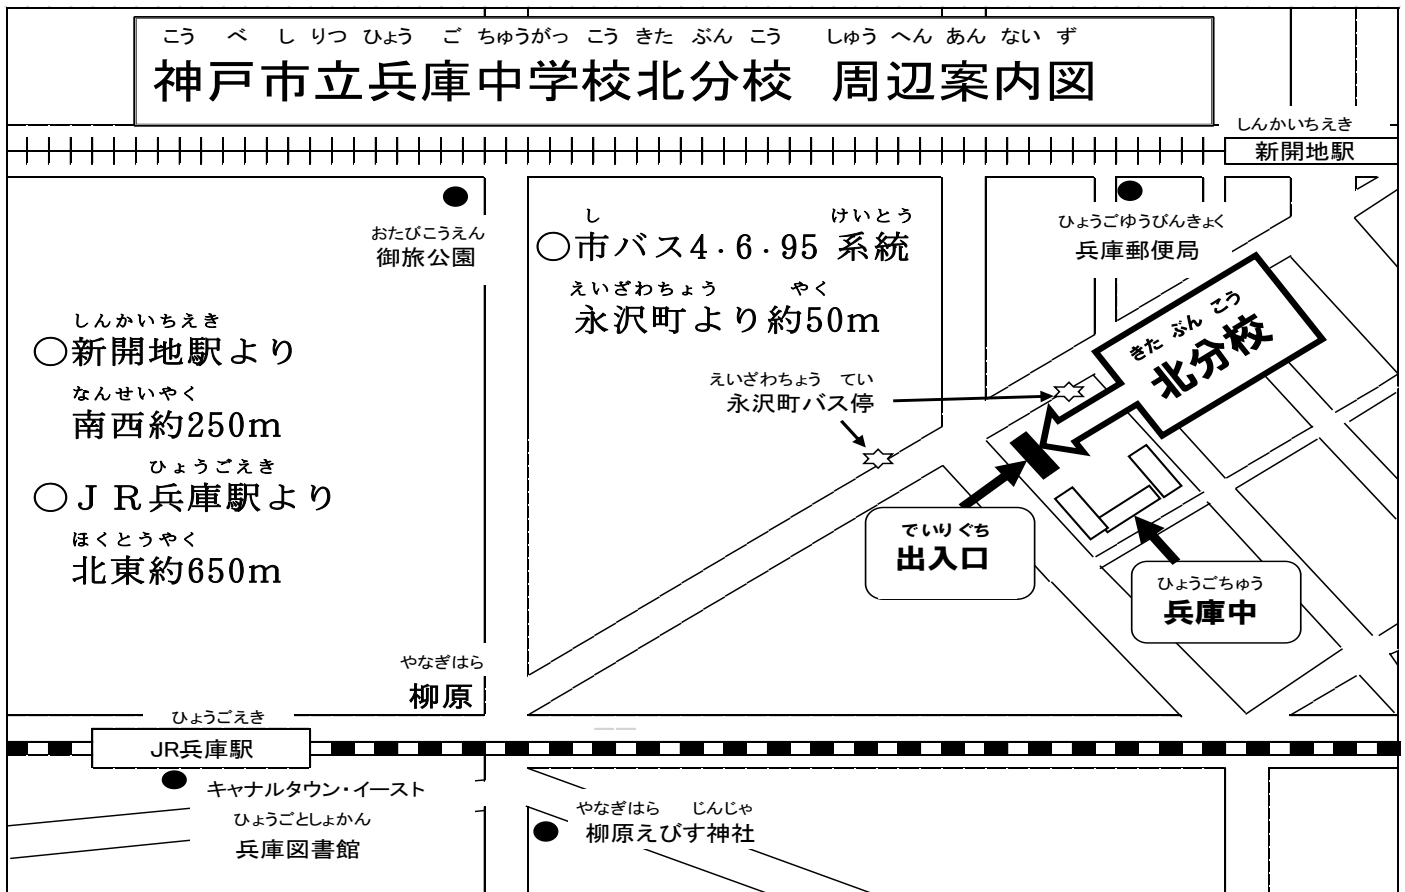 こう べ し りつ ひょう ご ちゅうがっ こう きた ぶん こう しゅう へん あん ない ず
神戸市立兵庫中学校北分校 周辺案内図
しんかいちえき
新開地駅
おたびこうえん
御旅公園
し けいとう
○市バス4・6・95 系統
えいざわちょう やく
永沢町より約50m
ひょうごゆうびんきょく
兵庫郵便局
しんかいちえき
○新開地駅より
なんせいやく
南西約250m
ひょうごえき
○JR兵庫駅より
ほくとうやく
北東約650m
えいざわちょう てい
永沢町バス停
きた ぶん こう
北分校
でいりぐち
出入口
ひょうごちゅう
兵庫中
やなぎはら
柳原
ひょうごえき
JR兵庫駅
キャナルタウン・イースト
ひょうごとしょかん
兵庫図書館
やなぎはら じんじゃ
柳原えびす神社